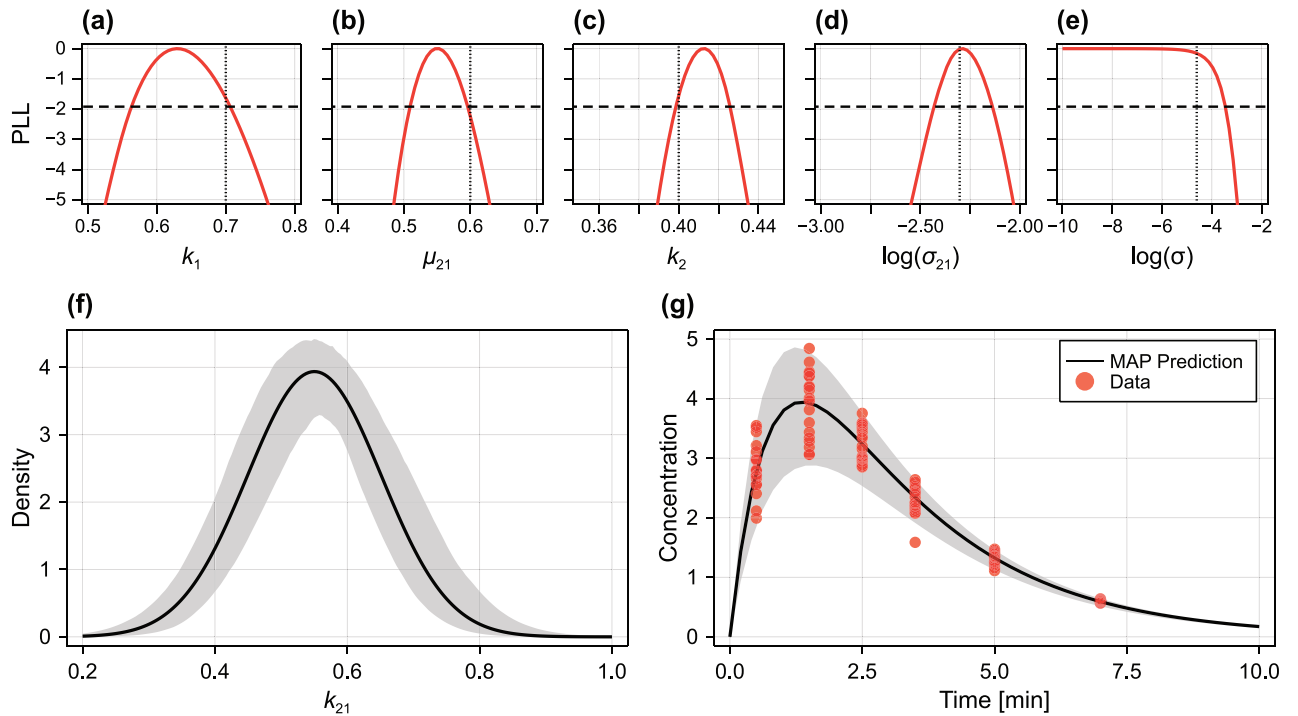 (a) (b) (c) (d) (e)
0
−1
−2
−3
−4
−5
PLL
0.5 0.6 0.7 0.8
k₁
0.4 0.5 0.6 0.7
μ₂₁
0.36 0.40 0.44
k₂
−3.00 −2.50 −2.00
log(σ₂₁)
−10 −8 −6 −4 −2
log(σ)
(f)
4
3
2
1
0
Density
0.2 0.4 0.6 0.8 1.0
k₂₁
(g)
5
4
3
2
1
0
Concentration
MAP Prediction
Data
0.0 2.5 5.0 7.5 10.0
Time [min]